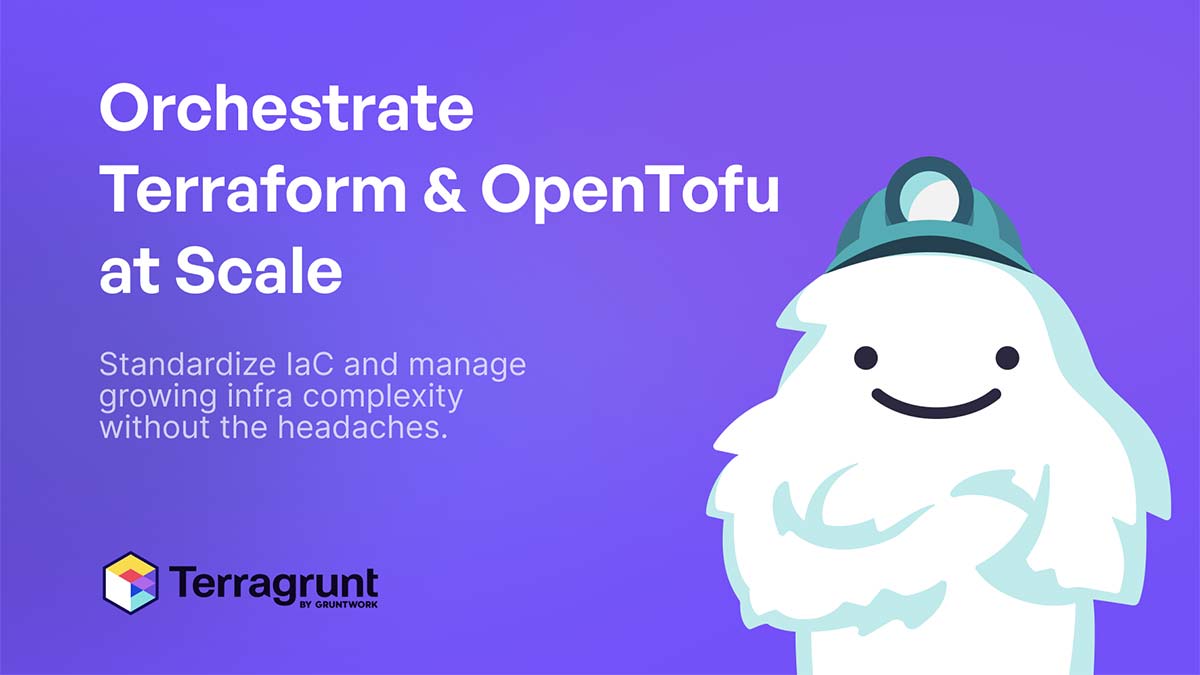 Orchestrate
Terraform & OpenTofu
at Scale
Standardize IaC and manage
growing infra complexity
without the headaches.
Terragrunt
BY GRUNTWORK